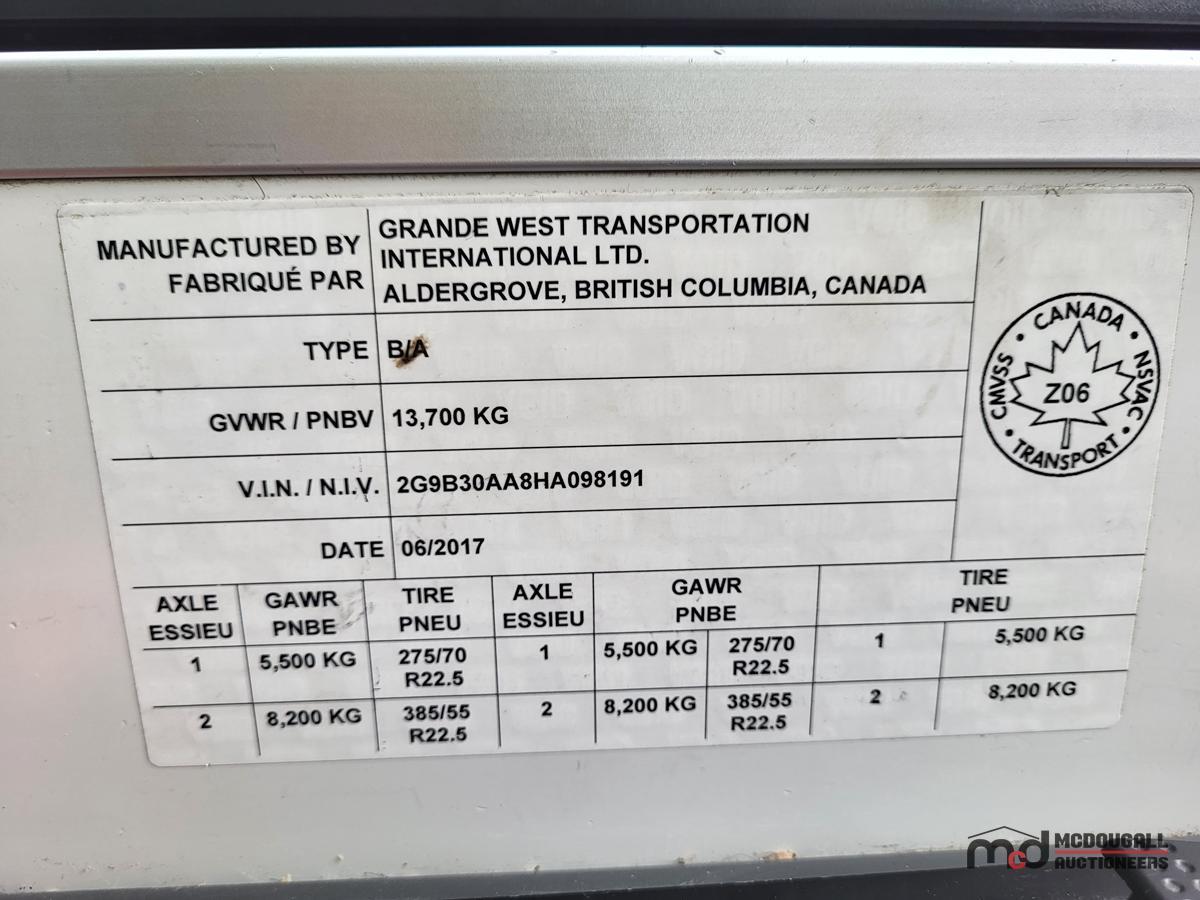 MANUFACTURED BY
FABRIQUÉ PAR
GRANDE WEST TRANSPORTATION
INTERNATIONAL LTD.
ALDERGROVE, BRITISH COLUMBIA, CANADA
TYPE B/A
GVWR / PNBV 13,700 KG
V.I.N. / N.I.V. 2G9B30AA8HA098191
DATE 06/2017
CANADA
CMVSS • NSVAC
Z06
TRANSPORT
AXLE GAWR TIRE AXLE GAWR TIRE
ESSIEU PNBE PNEU ESSIEU PNBE PNEU
1 5,500 KG 275/70 1 5,500 KG 275/70 1 5,500 KG
R22.5 R22.5
2 8,200 KG 385/55 2 8,200 KG 385/55 2 8,200 KG
R22.5 R22.5
mcd MCDOUGALL
AUCTIONEERS